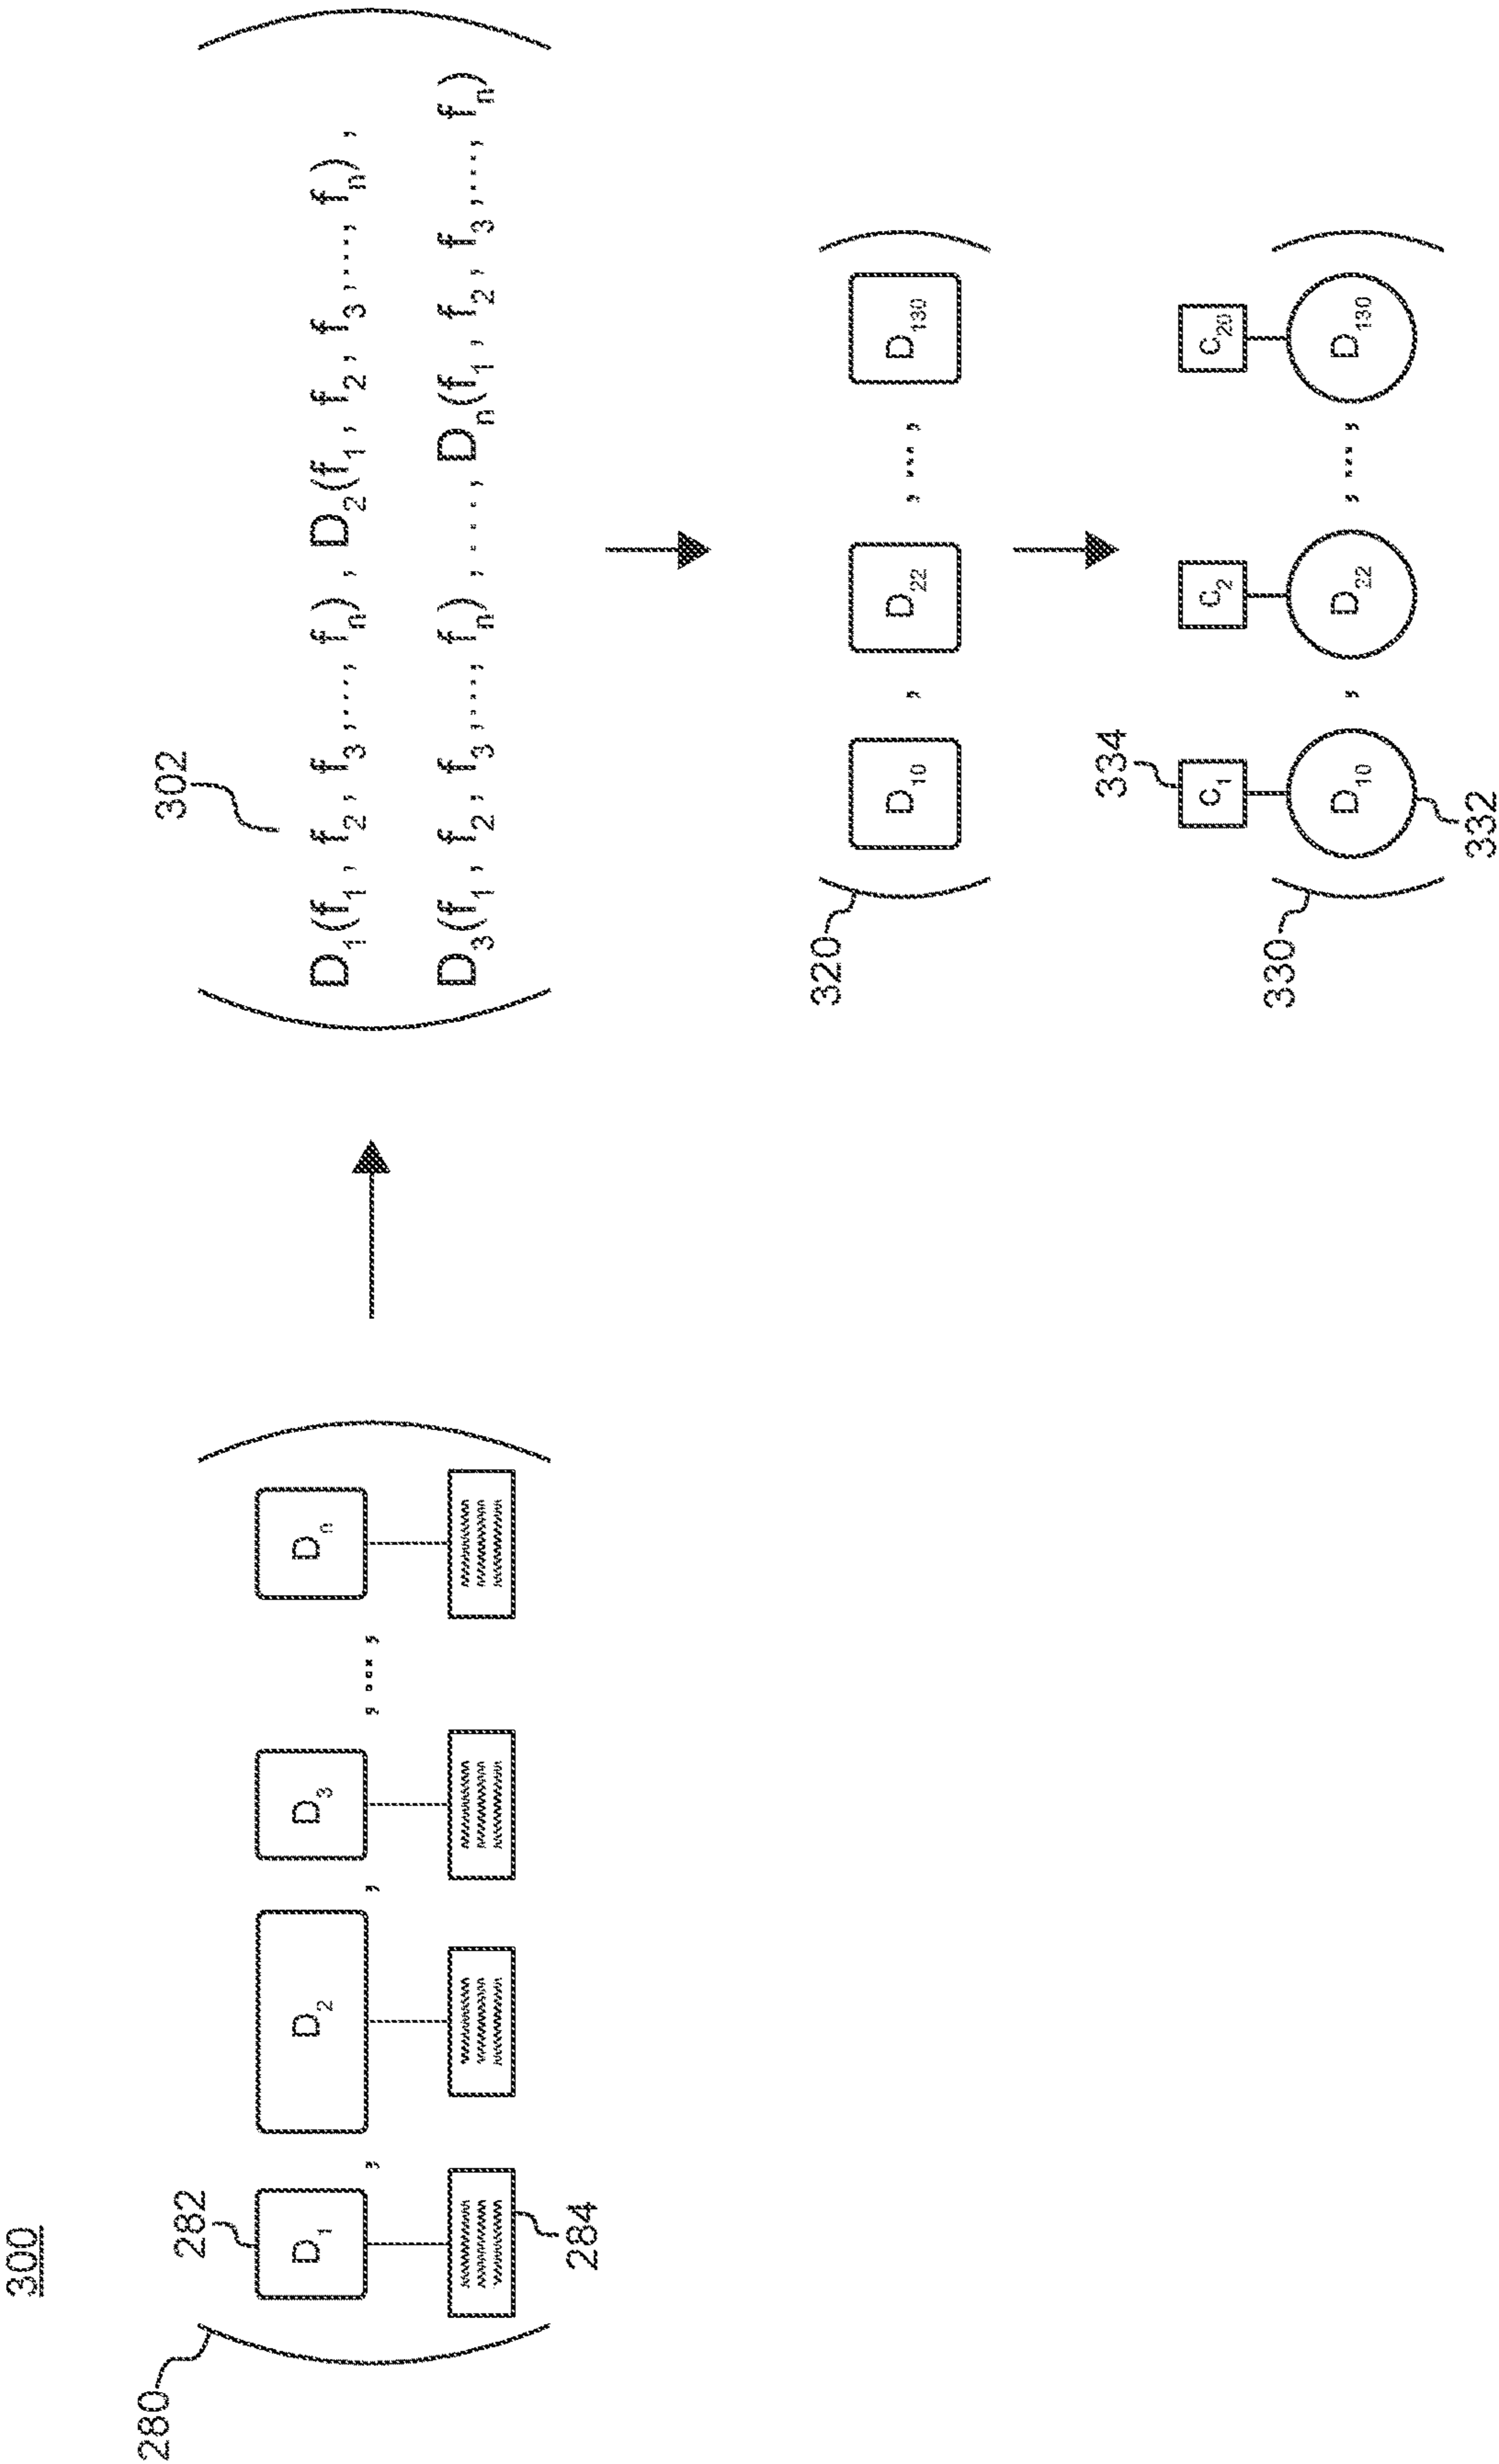 300
280
282
D1 , D2 , D3 , ... , Dn
284
302
D1(f1, f2, f3,...., fn), D2(f1, f2, f3,...., fn),
D3(f1, f2, f3,...., fn), ...., Dn(f1, f2, f3,...., fn)
320
D10 , D22 , ... , D130
334
C1 C2 C20
330
D10 , D22 , ... , D130
332